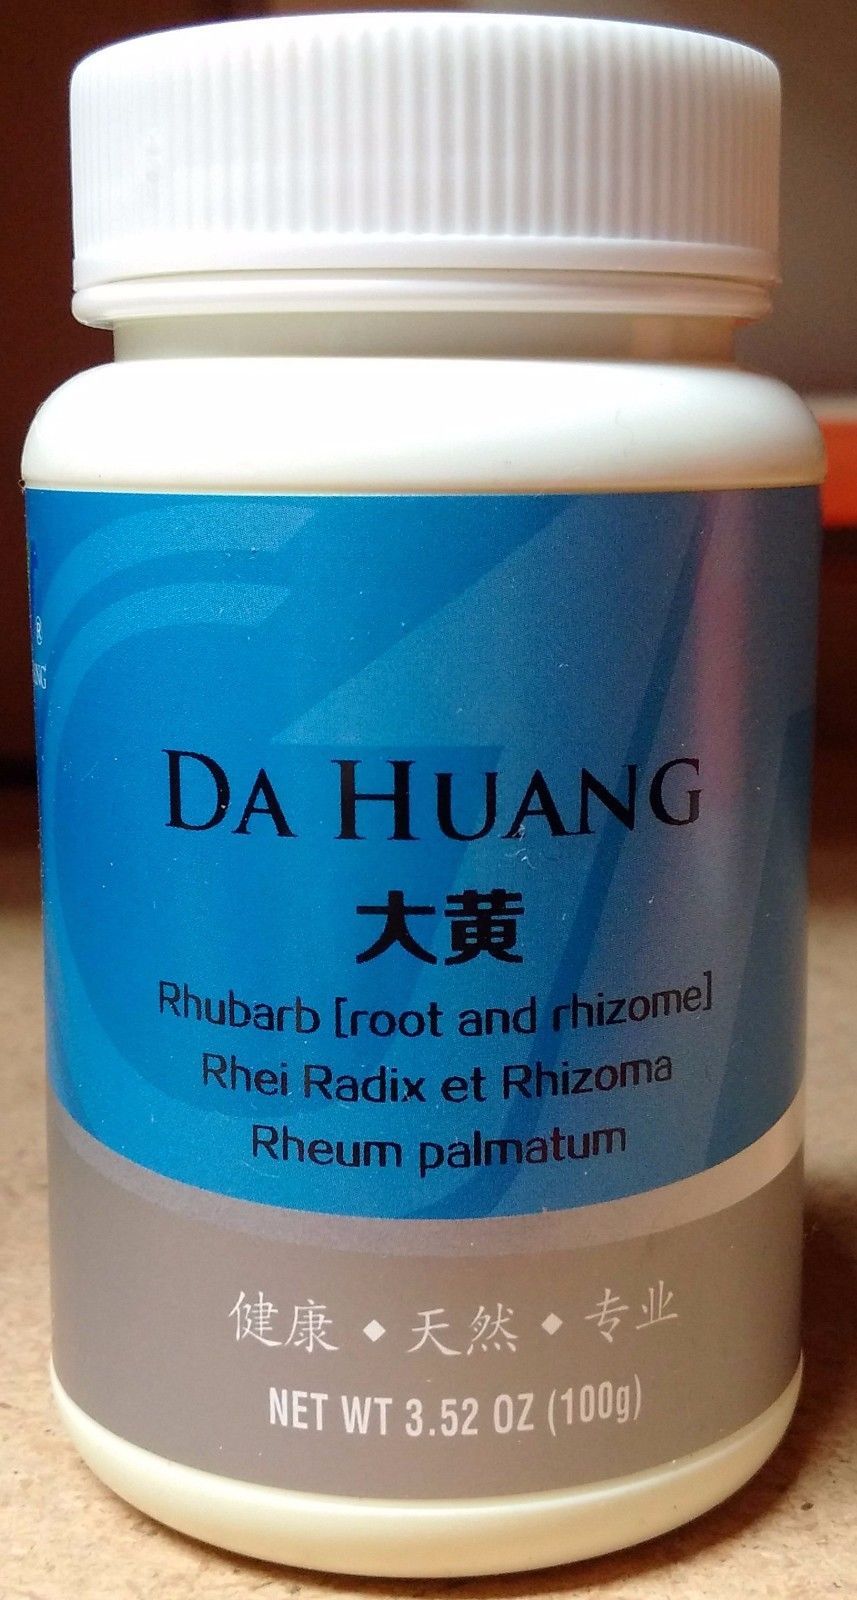 ®
DA HUANG
大黄
Rhubarb [root and rhizome]
Rhei Radix et Rhizoma
Rheum palmatum
健康 ◆ 天然 ◆ 专业
NET WT 3.52 OZ (100g)